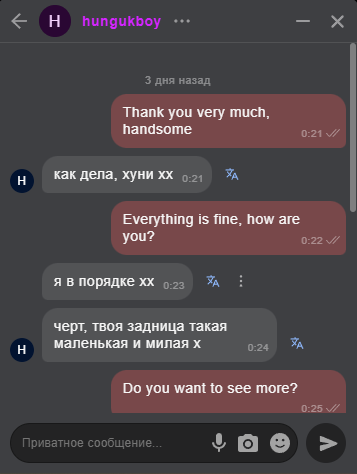 H
hungukboy
3 дня назад
Thank you very much,
handsome
0:21
H
как дела, хуни xx
0:21
Everything is fine, how are
you?
0:22
я в порядке xx
0:23
черт, твоя задница такая
маленькая и милая x
0:24
H
Do you want to see more?
0:25
Приватное сообщение...